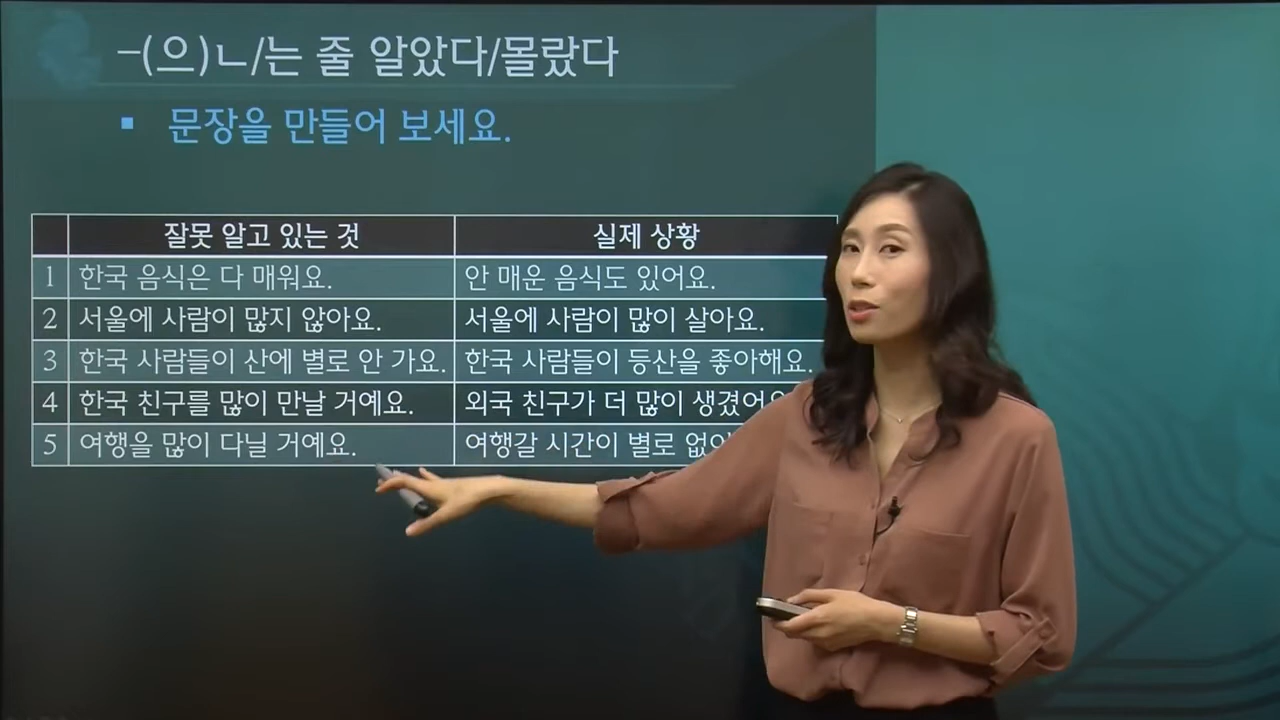 -(으)ㄴ/는 줄 알았다/몰랐다
▪ 문장을 만들어 보세요.
잘못 알고 있는 것 실제 상황
1 한국 음식은 다 매워요. 안 매운 음식도 있어요.
2 서울에 사람이 많지 않아요. 서울에 사람이 많이 살아요.
3 한국 사람들이 산에 별로 안 가요. 한국 사람들이 등산을 좋아해요.
4 한국 친구를 많이 만날 거예요. 외국 친구가 더 많이
5 여행을 많이 다닐 거예요. 여행갈 시간이 별로